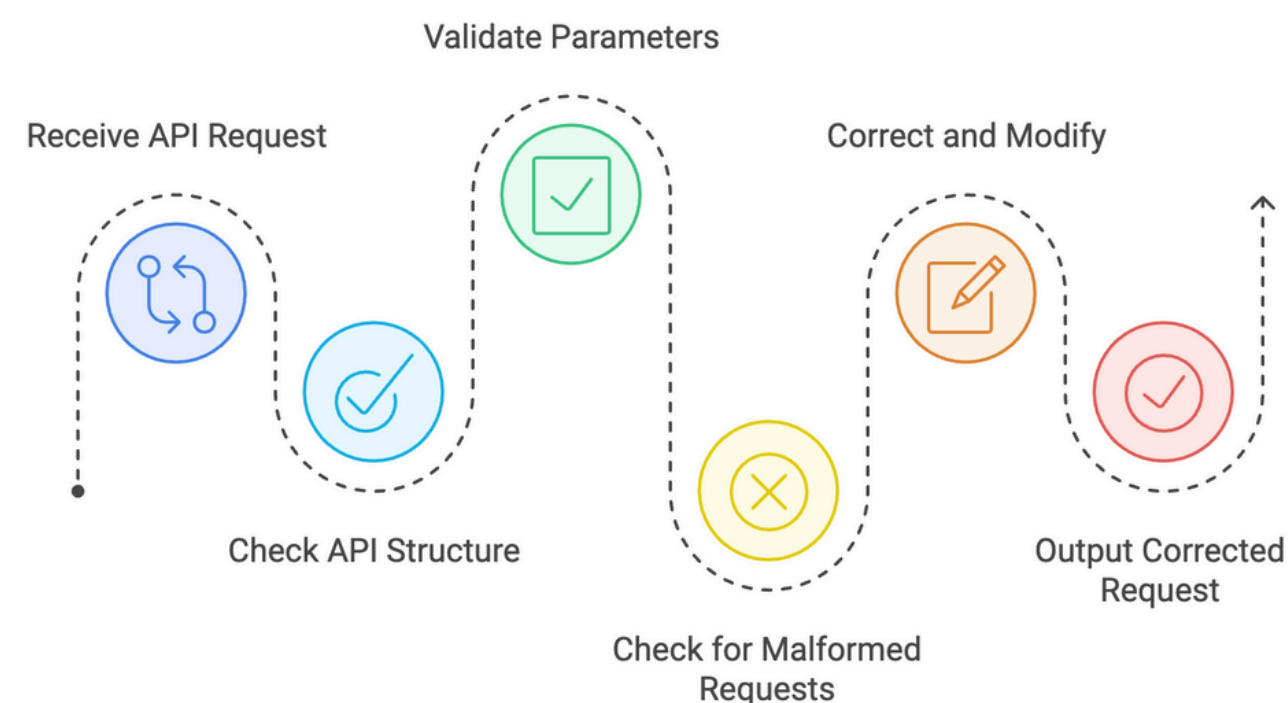 Receive API Request
Check API Structure
Validate Parameters
Check for Malformed
Requests
Correct and Modify
Output Corrected
Request